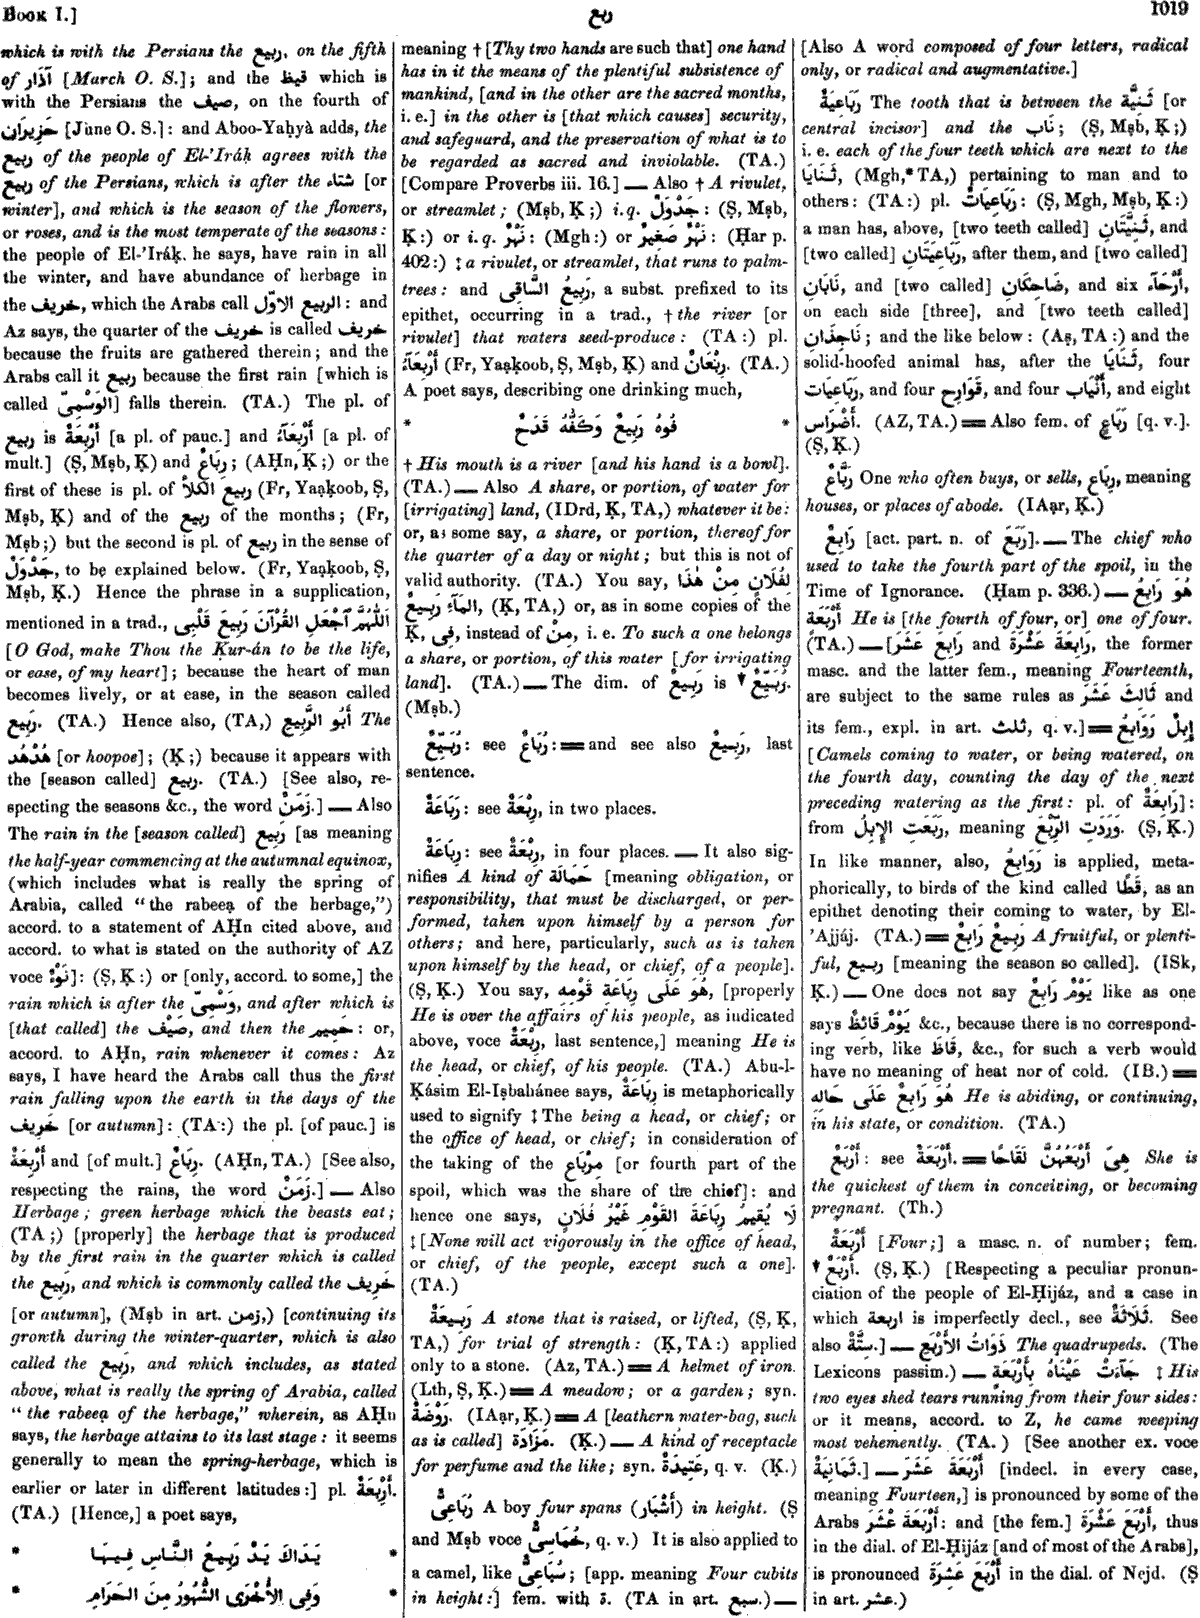 Book I.]
ربع
1019
which is with the Persians the ربيع, on the fifth
of آذَار [March O. S.]; and the قيظ which is
with the Persians the صيف, on the fourth of
حَزِيرَان [June O. S.]: and Aboo-Yaḥyà adds, the
ربيع of the people of El-'Iráḳ agrees with the
ربيع of the Persians, which is after the شتاء [or
winter], and which is the season of the flowers,
or roses, and is the most temperate of the seasons:
the people of El-'Iráḳ, he says, have rain in all
the winter, and have abundance of herbage in
the خريف, which the Arabs call الربيع الاوّل: and
Az says, the quarter of the خريف is called خريف
because the fruits are gathered therein; and the
Arabs call it ربيع because the first rain [which is
called الوَسْمِىّ] falls therein. (TA.) The pl. of
ربيع is أَرْبِعَةٌ [a pl. of pauc.] and أَرْبِعَآءُ [a pl. of
mult.] (Ṣ, Mṣb, Ḳ) and رِبَاعٌ; (AḤn, Ḳ;) or the
first of these is pl. of ربيع الكَلَأ (Fr, Yaạḳoob, Ṣ,
Mṣb, Ḳ) and of the ربيع of the months; (Fr,
Mṣb;) but the second is pl. of ربيع in the sense of
جَدْوَلٌ, to be explained below. (Fr, Yaạḳoob, Ṣ,
Mṣb, Ḳ.) Hence the phrase in a supplication,
mentioned in a trad., اَللّٰهُمَّ ٱجْعَلِ القُرْآنَ رَبِيعَ قَلْبِى
[O God, make Thou the Ḳur-án to be the life,
or ease, of my heart]; because the heart of man
becomes lively, or at ease, in the season called
رَبِيع. (TA.) Hence also, (TA,) أَبُو الرَّبِيعِ The
هُدْهُد [or hoopoe]; (Ḳ;) because it appears with
the [season called] ربيع. (TA.) [See also, re-
specting the seasons &c., the word زَمَنٌ.] — Also
The rain in the [season called] ربيع [as meaning
the half-year commencing at the autumnal equinox,
(which includes what is really the spring of
Arabia, called "the rabeea of the herbage,")
accord. to a statement of AḤn cited above, and
accord. to what is stated on the authority of AZ
voce نَوْءٌ]: (Ṣ, Ḳ:) or [only, accord. to some,] the
rain which is after the وَسْمِىّ, and after which is
[that called] the صَيِّف, and then the حَمِيم: or,
accord. to AḤn, rain whenever it comes: Az
says, I have heard the Arabs call thus the first
rain falling upon the earth in the days of the
خَرِيف [or autumn]: (TA:) the pl. [of pauc.] is
أَرْبِعَةٌ and [of mult.] رِبَاعٌ. (AḤn, TA.) [See also,
respecting the rains, the word زَمَنٌ.] — Also
Herbage; green herbage which the beasts eat;
(TA;) [properly] the herbage that is produced
by the first rain in the quarter which is called
the رَبِيع, and which is commonly called the خَرِيف
[or autumn], (Mṣb in art. زمن,) [continuing its
growth during the winter-quarter, which is also
called the رَبِيع, and which includes, as stated
above, what is really the spring of Arabia, called
"the rabeea of the herbage," wherein, as AḤn
says, the herbage attains to its last stage: it seems
generally to mean the spring-herbage, which is
earlier or later in different latitudes:] pl. أَرْبِعَةٌ.
(TA.) [Hence,] a poet says,
* يَدَاكَ يَدٌ رَبِيعُ النَّاسِ فِيهَا *
* وَفِى الأُخْرَى الشُّهُورُ مِنَ الحَرَامِ *
meaning † [Thy two hands are such that] one hand
has in it the means of the plentiful subsistence of
mankind, [and in the other are the sacred months,
i. e.] in the other is [that which causes] security,
and safeguard, and the preservation of what is to
be regarded as sacred and inviolable. (TA.)
[Compare Proverbs iii. 16.] — Also † A rivulet,
or streamlet; (Mṣb, Ḳ;) i. q. جَدْوَلٌ: (Ṣ, Mṣb,
Ḳ:) or i. q. نَهْرٌ: (Mgh:) or نَهْرٌ صَغِيرٌ: (Ḥar p.
402:) ‡ a rivulet, or streamlet, that runs to palm-
trees: and رَبِيعُ السَّاقِى, a subst. prefixed to its
epithet, occurring in a trad., † the river [or
rivulet] that waters seed-produce: (TA:) pl.
أَرْبِعَآءُ (Fr, Yaạḳoob, Ṣ, Mṣb, Ḳ) and رُبْعَانٌ. (TA.)
A poet says, describing one drinking much,
* فُوهُ رَبِيعٌ وَكَفُّهُ قَدَحٌ *
† His mouth is a river [and his hand is a bowl].
(TA.) — Also A share, or portion, of water for
[irrigating] land, (IDrd, Ḳ, TA,) whatever it be:
or, as some say, a share, or portion, thereof for
the quarter of a day or night; but this is not of
valid authority. (TA.) You say, لِفُلَانٍ مِنْ هٰذَا
المَآءِ رَبِيعٌ, (Ḳ, TA,) or, as in some copies of the
Ḳ, فِى, instead of مِنْ, i. e. To such a one belongs
a share, or portion, of this water [for irrigating
land]. (TA.) — The dim. of رَبِيعٌ is ▼ رُبَيِّعٌ.
(Mṣb.)
رُبَيِّعٌ: see رُبَاعٌ: = and see also رَبِيعٌ, last
sentence.
رَبَاعَةٌ: see رِبْعَةٌ, in two places.
رِبَاعَةٌ: see رِبْعَةٌ, in four places. — It also sig-
nifies A kind of حَمَالَة [meaning obligation, or
responsibility, that must be discharged, or per-
formed, taken upon himself by a person for
others; and here, particularly, such as is taken
upon himself by the head, or chief, of a people].
(Ṣ, Ḳ.) You say, هُوَ عَلَى رِبَاعَةِ قَوْمِهِ, [properly
He is over the affairs of his people, as indicated
above, voce رِبْعَةٌ, last sentence,] meaning He is
the head, or chief, of his people. (TA.) Abu-l-
Ḳásim El-Iṣbahánee says, رِبَاعَةٌ is metaphorically
used to signify ‡ The being a head, or chief; or
the office of head, or chief; in consideration of
the taking of the مِرْبَاع [or fourth part of the
spoil, which was the share of the chief]: and
hence one says, لَا يُقِيمُ رِبَاعَةَ القَوْمِ غَيْرُ فُلَانٍ
‡ [None will act vigorously in the office of head,
or chief, of the people, except such a one].
(TA.)
رَبِيعَةٌ A stone that is raised, or lifted, (Ṣ, Ḳ,
TA,) for trial of strength: (Ḳ, TA:) applied
only to a stone. (Az, TA.) = A helmet of iron.
(Lth, Ṣ, Ḳ.) = A meadow; or a garden; syn.
رَوْضَةٌ. (IAạr, Ḳ.) = A [leathern water-bag, such
as is called] مَزَادَة. (Ḳ.) — A kind of receptacle
for perfume and the like; syn. عَتِيدَةٌ, q. v. (Ḳ.)
رُبَاعِىٌّ A boy four spans (أَشْبَار) in height. (Ṣ
and Mṣb voce خُمَاسِىٌّ, q. v.) It is also applied to
a camel, like سُبَاعِىٌّ; [app. meaning Four cubits
in height:] fem. with ة. (TA in art. سبع.) —
[Also A word composed of four letters, radical
only, or radical and augmentative.]
رَبَاعِيَةٌ The tooth that is between the ثَنِيَّة [or
central incisor] and the نَاب; (Ṣ, Mṣb, Ḳ;)
i. e. each of the four teeth which are next to the
ثَنَايَا, (Mgh,* TA,) pertaining to man and to
others: (TA:) pl. رَبَاعِيَاتٌ: (Ṣ, Mgh, Mṣb, Ḳ:)
a man has, above, [two teeth called] ثَنِيَّتَانِ, and
[two called] رَبَاعِيَتَانِ, after them, and [two called]
نَابَانِ, and [two called] ضَاحِكَانِ, and six أَرْحَآء,
on each side [three], and [two teeth called]
نَاجِذَانِ; and the like below: (Aṣ, TA:) and the
solid-hoofed animal has, after the ثَنَايَا, four
رَبَاعِيَات, and four قَوَارِح, and four أَنْيَاب, and eight
أَضْرَاس. (AZ, TA.) = Also fem. of رَبَاعٍ [q. v.].
(Ṣ, Ḳ.)
رَبَّاعٌ One who often buys, or sells, رِبَاع, meaning
houses, or places of abode. (IAạr, Ḳ.)
رَابِعٌ [act. part. n. of رَبَعَ]. — The chief who
used to take the fourth part of the spoil, in the
Time of Ignorance. (Ḥam p. 336.) — هُوَ رَابِعُ
أَرْبَعَة He is [the fourth of four, or] one of four.
(TA.) — [رَابِعَ عَشَرَ and رَابِعَةَ عَشْرَةَ, the former
masc. and the latter fem., meaning Fourteenth,
are subject to the same rules as ثَالِثَ عَشَرَ and
its fem., expl. in art. ثلث, q. v.] = إِبِلٌ رَوَابِعُ
[Camels coming to water, or being watered, on
the fourth day, counting the day of the next
preceding watering as the first: pl. of رَابِعَةٌ]:
from رَبَعَتِ الإِبِلُ, meaning وَرَدَتِ الرِّبْعَ. (Ṣ, Ḳ.)
In like manner, also, رَوَابِعُ is applied, meta-
phorically, to birds of the kind called قَطًا, as an
epithet denoting their coming to water, by El-
'Ajjáj. (TA.) = رَبِيعٌ رَابِعٌ A fruitful, or plenti-
ful, ربيع [meaning the season so called]. (ISk,
Ḳ.) — One does not say يَوْمٌ رَابِعٌ like as one
says يَوْمٌ قَائِظٌ &c., because there is no correspond-
ing verb, like قَاظَ, &c., for such a verb would
have no meaning of heat nor of cold. (IB.) =
هُوَ رَابِعٌ عَلَى حَالِهِ He is abiding, or continuing,
in his state, or condition. (TA.)
أَرْبَعٌ: see أَرْبَعَةٌ. = هِىَ أَرْبَعُهُنَّ لَقَاحًا She is
the quickest of them in conceiving, or becoming
pregnant. (Th.)
أَرْبَعَةٌ [Four;] a masc. n. of number; fem.
▼ أَرْبَعٌ. (Ṣ, Ḳ.) [Respecting a peculiar pronun-
ciation of the people of El-Ḥijáz, and a case in
which اربعة is imperfectly decl., see ثَلَاثَةٌ. See
also سِتَّةٌ.] — ذَوَاتُ الأَرْبَعِ The quadrupeds. (The
Lexicons passim.) — جَآءَتْ عَيْنَاهُ بِأَرْبَعَةٍ ‡ His
two eyes shed tears running from their four sides:
or it means, accord. to Z, he came weeping
most vehemently. (TA.) [See another ex. voce
ثَمَانِيَةٌ.] — أَرْبَعَةَ عَشَرَ [indecl. in every case,
meaning Fourteen,] is pronounced by some of the
Arabs أَرْبَعَةَ عْشَرَ: and [the fem.] أَرْبَعَ عَشْرَةَ, thus
in the dial. of El-Ḥijáz [and of most of the Arabs],
is pronounced أَرْبَعَ عَشِرَةَ in the dial. of Nejd. (Ṣ
in art. عشر.)